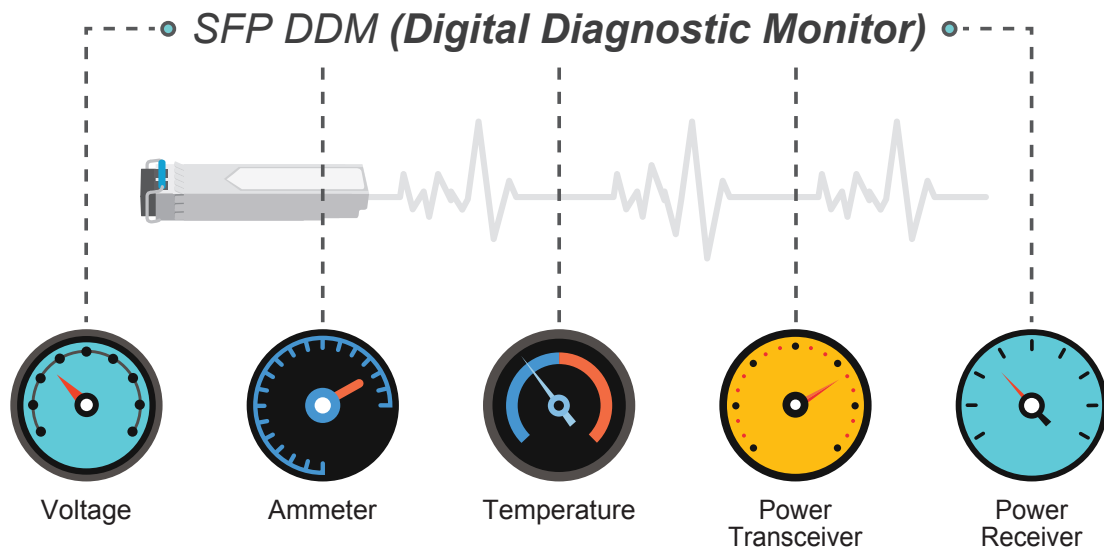 SFP DDM (Digital Diagnostic Monitor)
Voltage
Ammeter
Temperature
Power
Transceiver
Power
Receiver